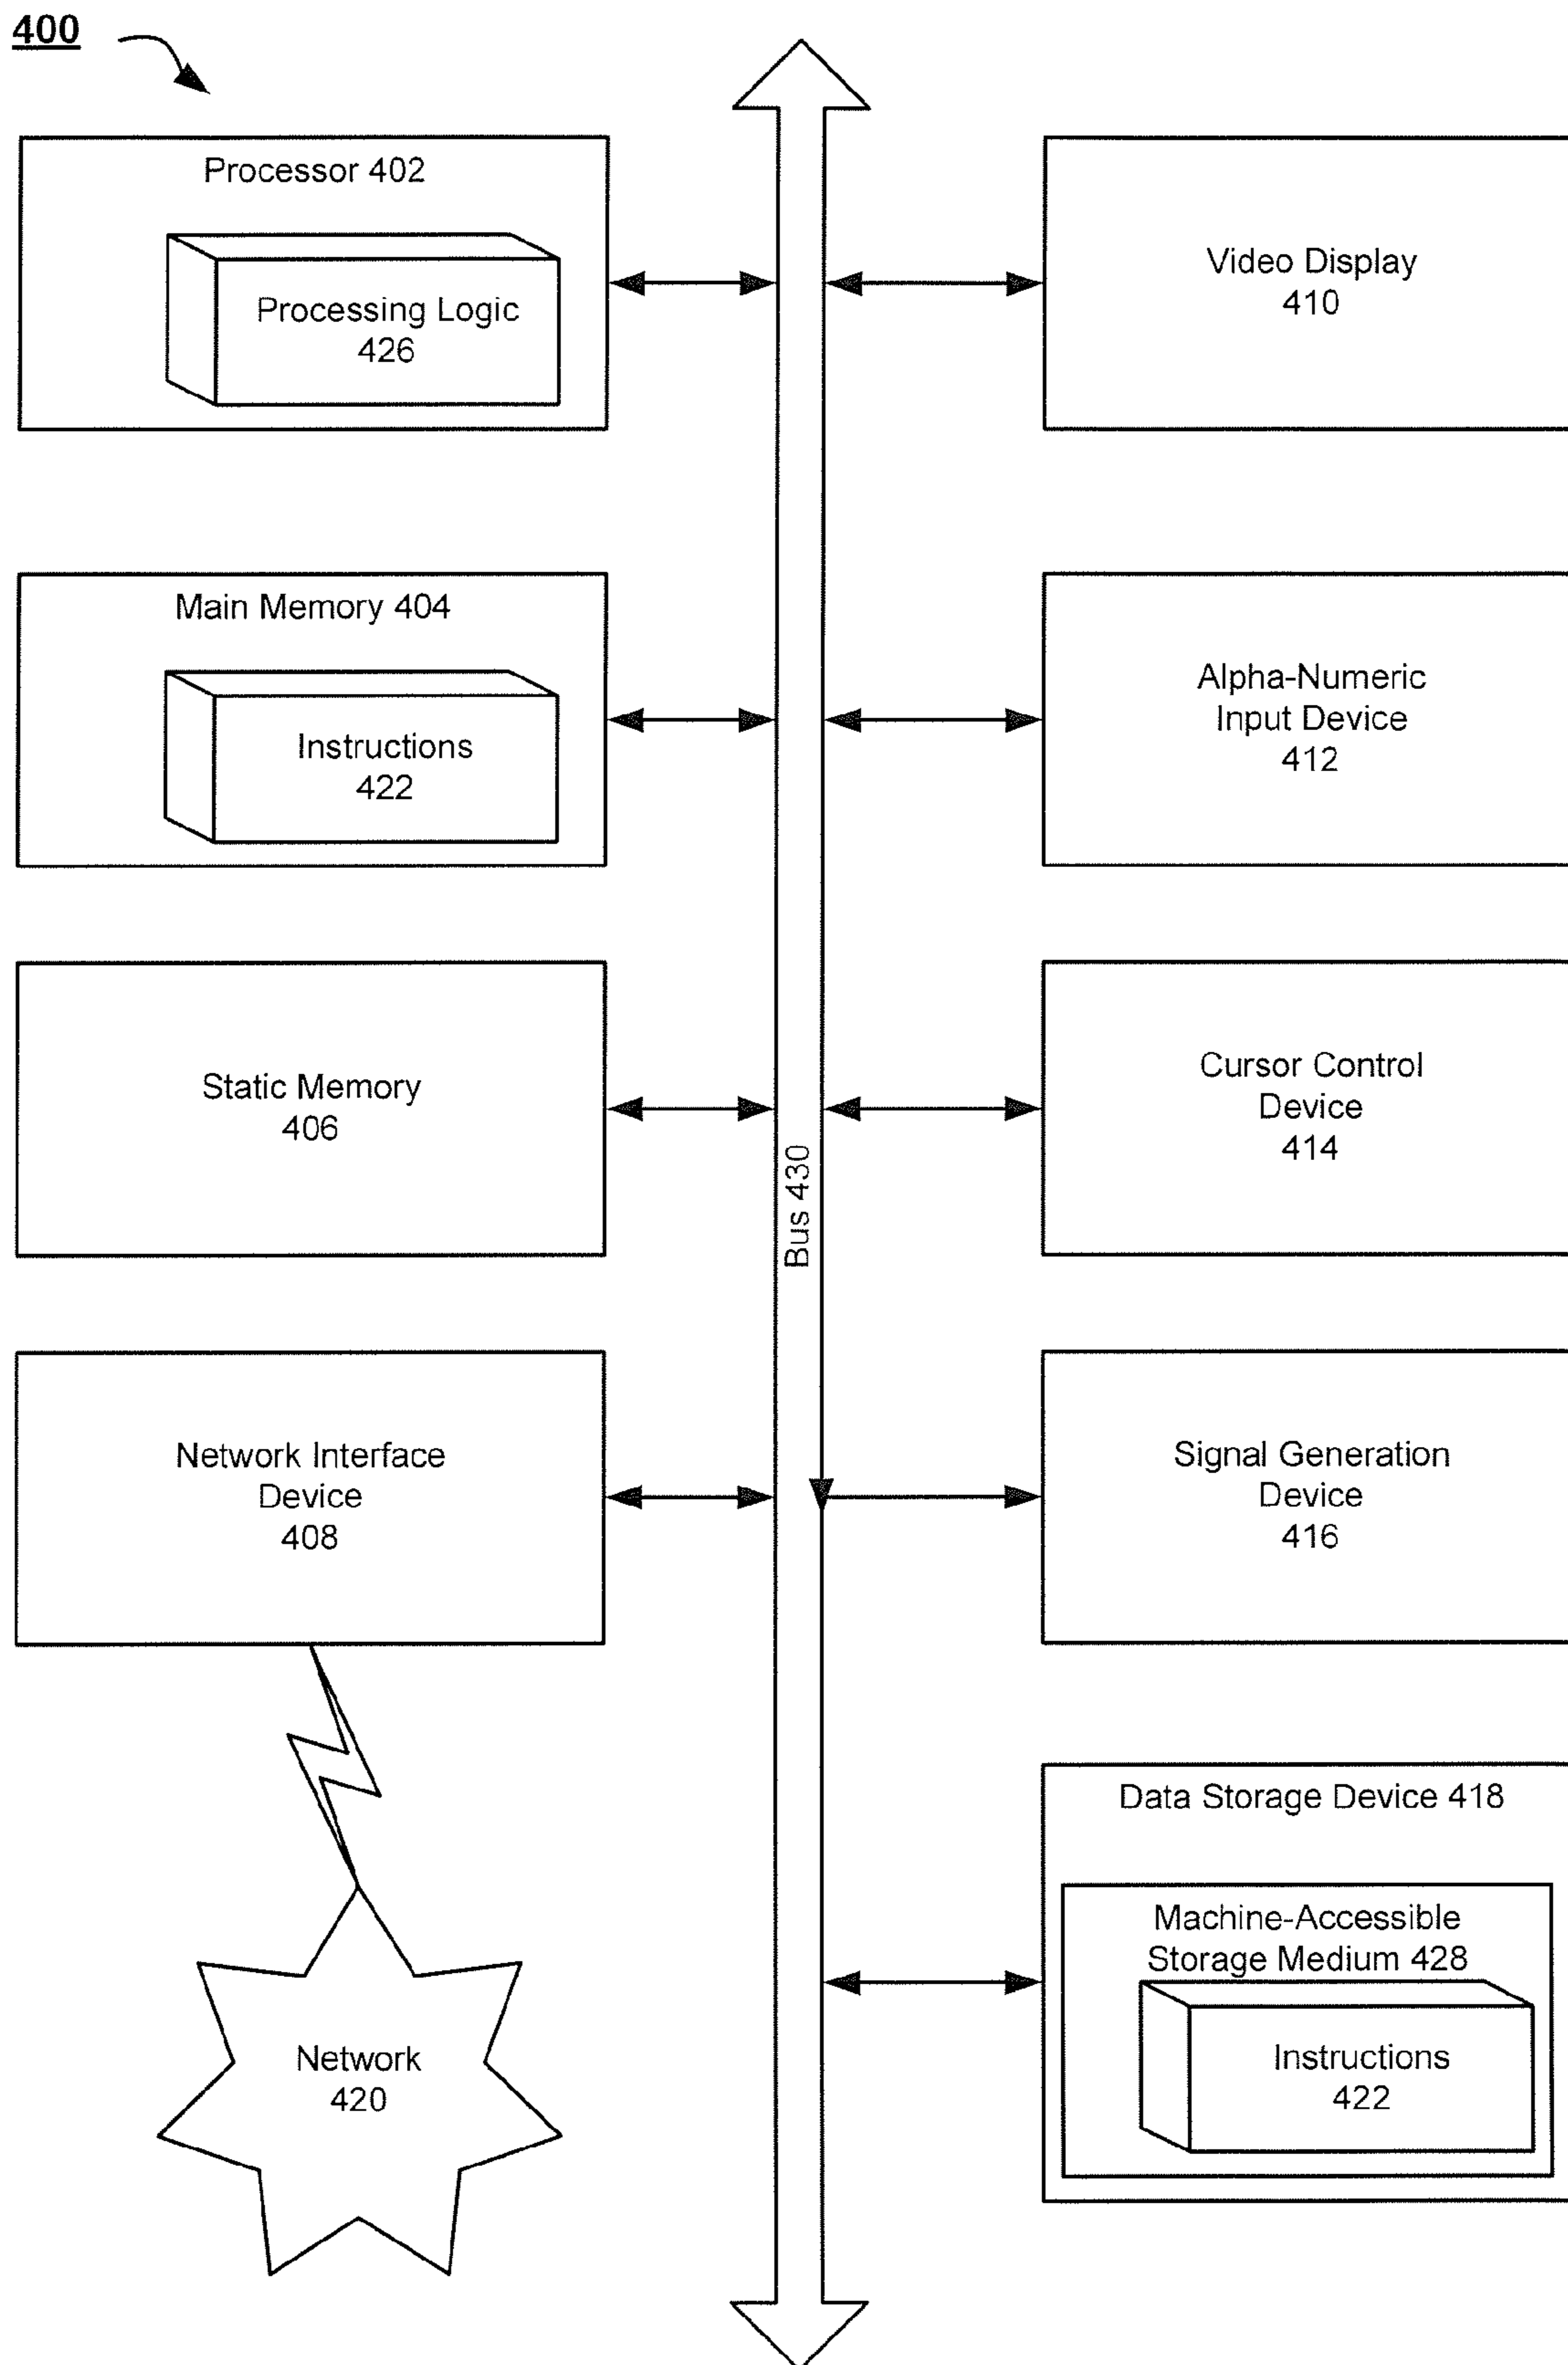 400
Processor 402
Processing Logic
426
Video Display
410
Main Memory 404
Instructions
422
Alpha-Numeric
Input Device
412
Static Memory
406
Cursor Control
Device
414
Bus 430
Network Interface
Device
408
Signal Generation
Device
416
Data Storage Device 418
Machine-Accessible
Storage Medium 428
Instructions
422
Network
420